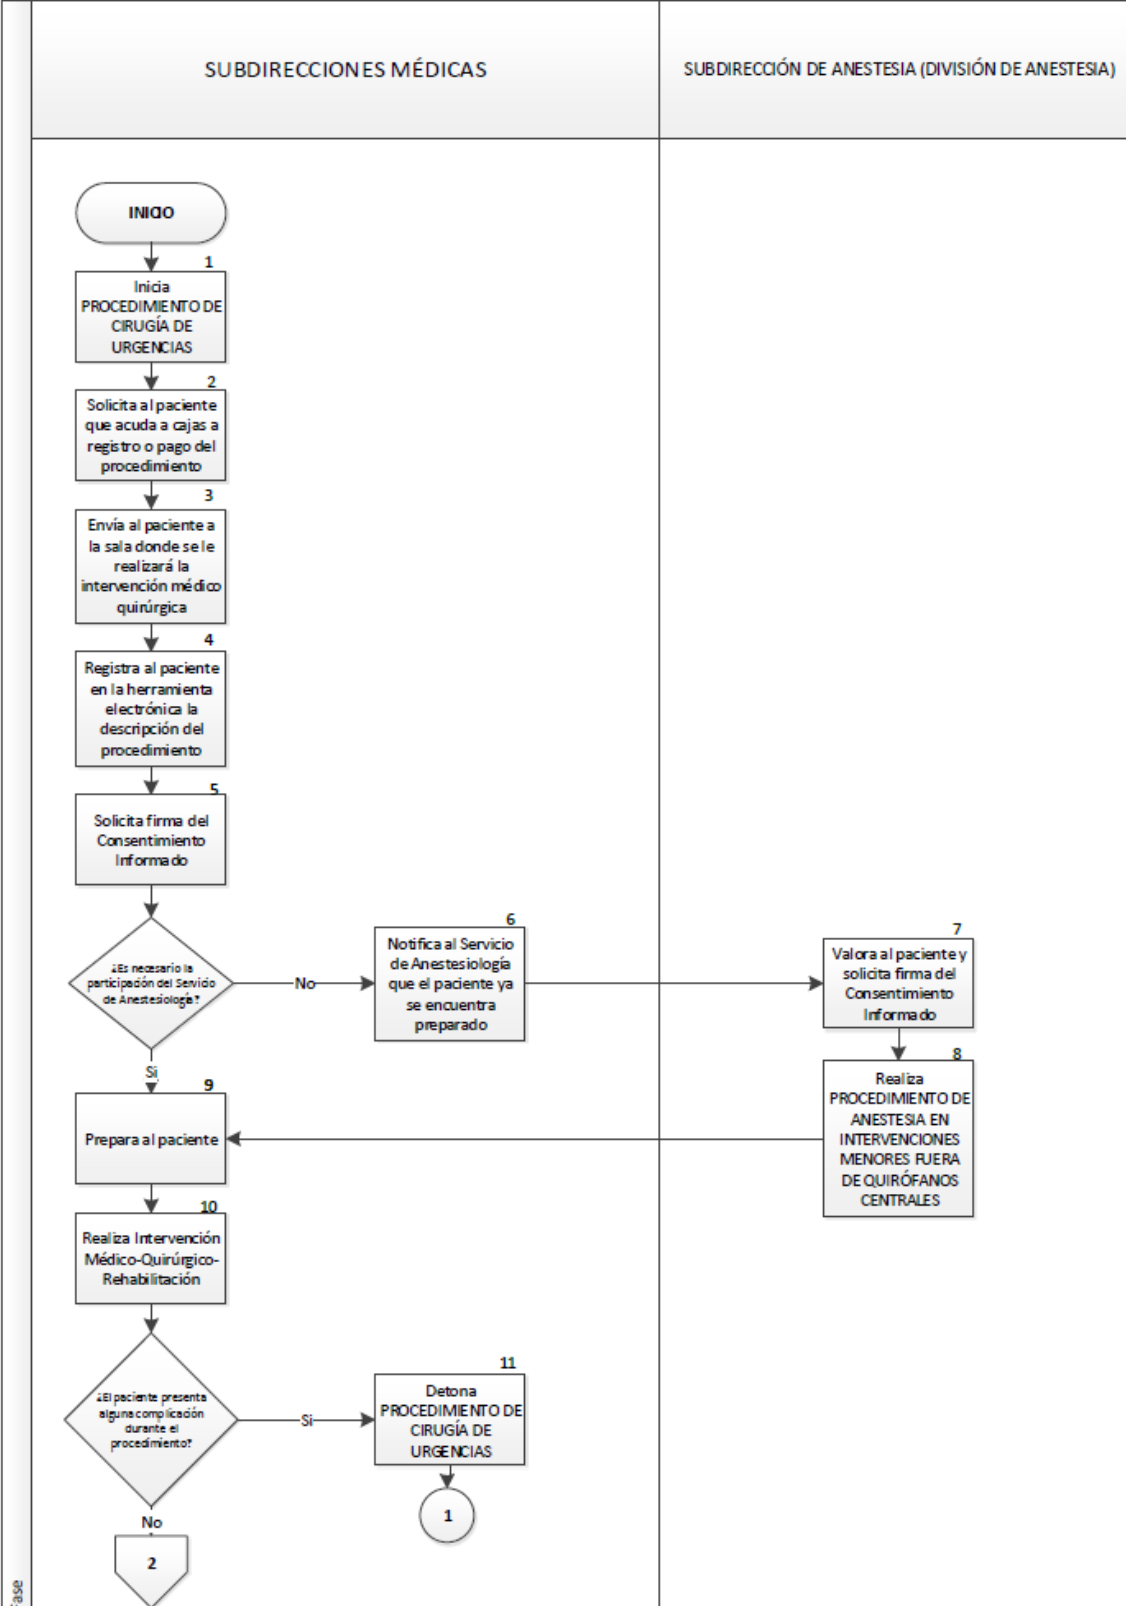 SUBDIRECCIONES MÉDICAS
SUBDIRECCIÓN DE ANESTESIA (DIVISIÓN DE ANESTESIA)
INICIO
1
Inicia
PROCEDIMIENTO DE
CIRUGÍA DE
URGENCIAS
2
Solicita al paciente
que acuda a cajas a
registro o pago del
procedimiento
3
Envía al paciente a
la sala donde se le
realizará la
intervención médico
quirúrgica
4
Registra al paciente
en la herramienta
electrónica la
descripción del
procedimiento
5
Solicita firma del
Consentimiento
Informado
¿Es necesario la
participación del Servicio
de Anestesiología?
No
6
Notifica al Servicio
de Anestesiología
que el paciente ya
se encuentra
preparado
7
Valora al paciente y
solicita firma del
Consentimiento
Informado
8
Realiza
PROCEDIMIENTO DE
ANESTESIA EN
INTERVENCIONES
MENORES FUERA
DE QUIRÓFANOS
CENTRALES
Si
9
Prepara al paciente
10
Realiza Intervención
Médico-Quirúrgico-
Rehabilitación
¿El paciente presenta
alguna complicación
durante el
procedimiento?
Si
11
Detona
PROCEDIMIENTO DE
CIRUGÍA DE
URGENCIAS
1
No
2
Fase